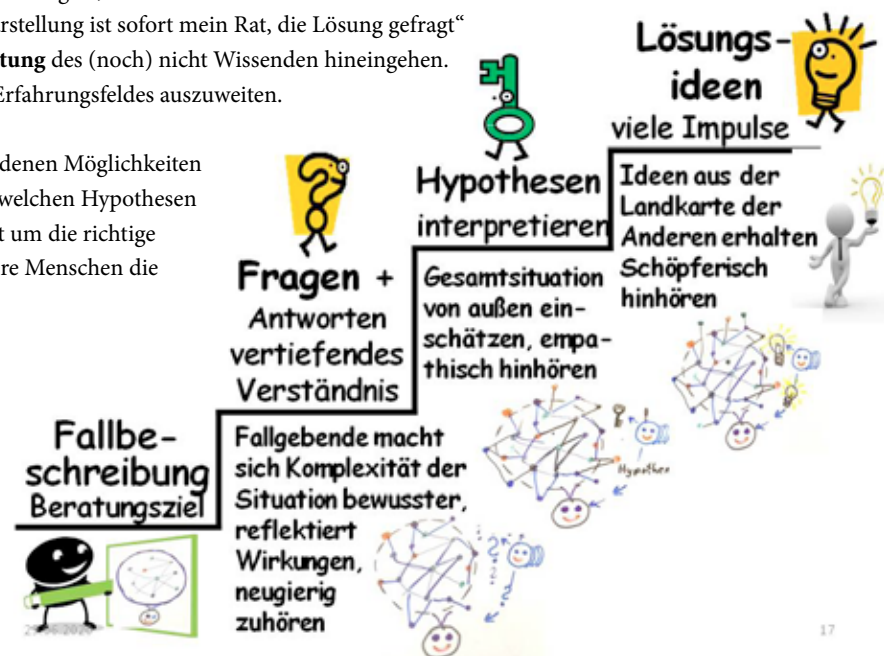 arstellung ist sofort mein Rat, die Lösung gefragt“
tung des (noch) nicht Wissenden hineingehen.
Erfahrungsfeldes auszuweiten.
denen Möglichkeiten
welchen Hypothesen
t um die richtige
re Menschen die
Fallbe-
schreibung
Beratungsziel
Fragen +
Antworten
vertiefendes
Verständnis
Fallgebende macht
sich Komplexität der
Situation bewusster,
reflektiert
Wirkungen,
neugierig
zuhören
Hypothesen
interpretieren
Gesamtsituation
von außen ein-
schätzen, empa-
thisch hinhören
Lösungs-
ideen
viele Impulse
Ideen aus der
Landkarte der
Anderen erhalten
Schöpferisch
hinhören
17